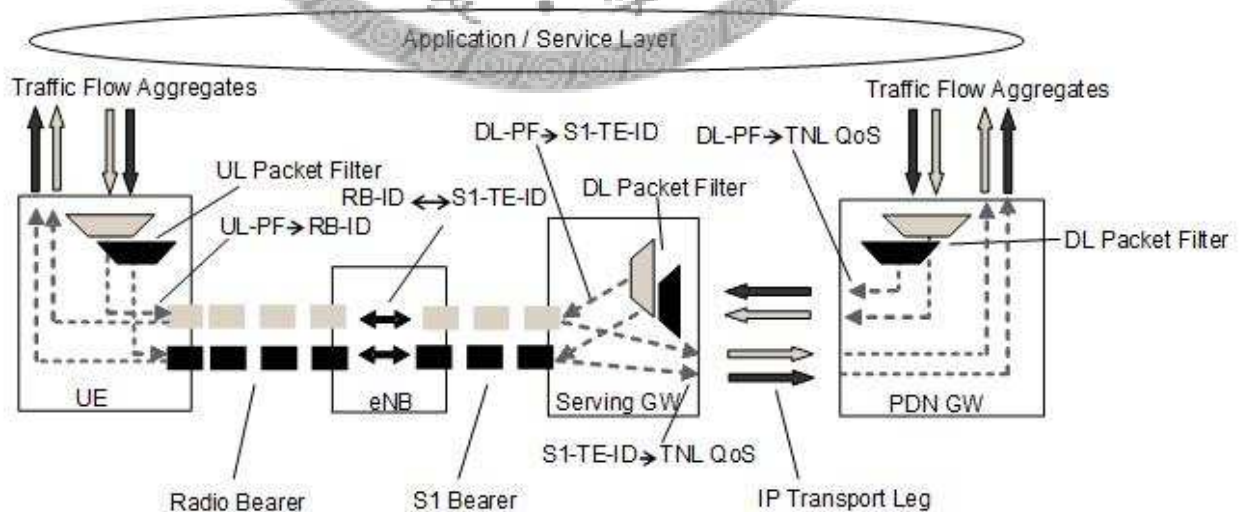 Application / Service Layer
Traffic Flow Aggregates
Traffic Flow Aggregates
DL-PF→S1-TE-ID
DL-PF→TNL QoS
UL Packet Filter
RB-ID ↔S1-TE-ID
DL Packet Filter
UL-PF→RB-ID
DL Packet Filter
UE
eNB
Serving GW
PDN GW
S1-TE-ID→TNL QoS
Radio Bearer
S1 Bearer
IP Transport Leg